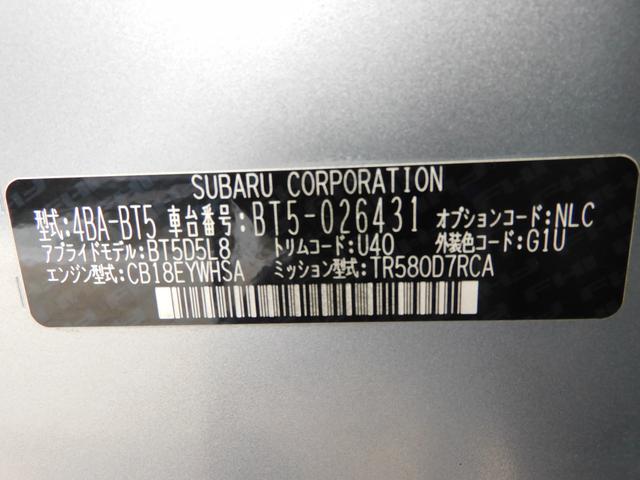 SUBARU CORPORATION
型式:4BA-BT5 車台番号:BT5-026431 オプションコード:NLC
アプライドモデル:BT5D5L8 トリムコード:U40 外装色コード:G1U
エンジン型式:CB18EYWHSA ミッション型式:TR580D7RCA